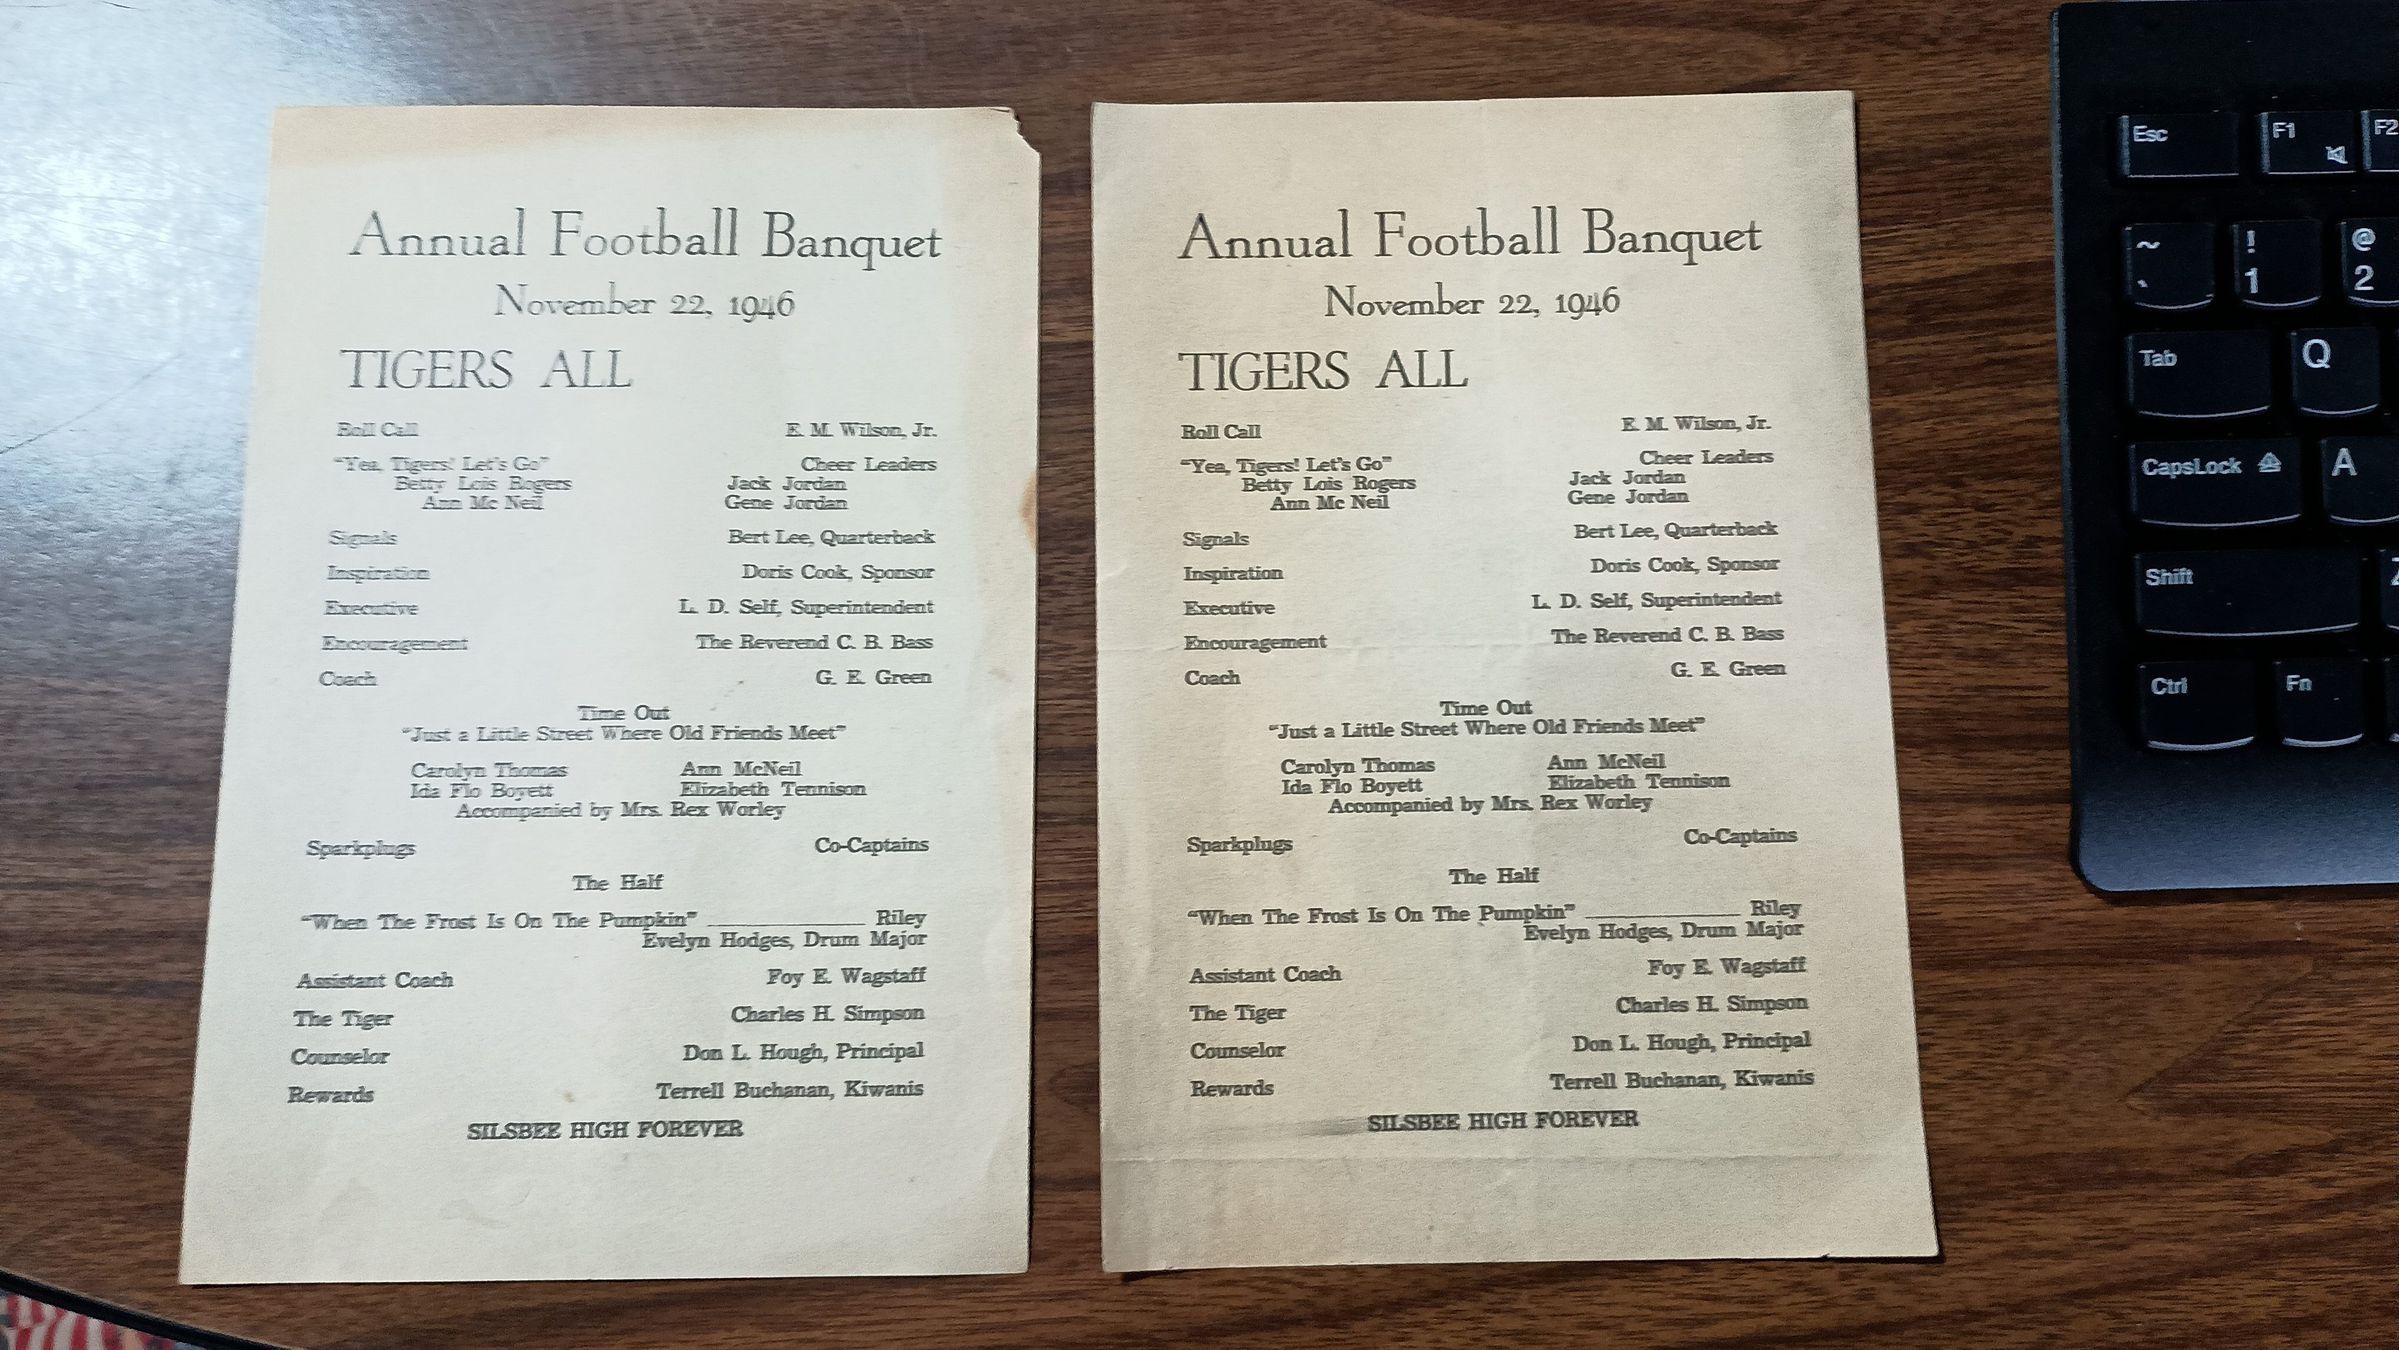 Annual Football Banquet
November 22, 1946
TIGERS ALL
Roll Call E. M. Wilson, Jr.
"Yea, Tigers! Let's Go" Cheer Leaders
Betty Lois Rogers Jack Jordan
Ann Mc Neil Gene Jordan
Signals Bert Lee, Quarterback
Inspiration Doris Cook, Sponsor
Executive L. D. Self, Superintendent
Encouragement The Reverend C. B. Bass
Coach G. E. Green
Time Out
"Just a Little Street Where Old Friends Meet"
Carolyn Thomas Ann McNeil
Ida Flo Boyett Elizabeth Tennison
Accompanied by Mrs. Rex Worley
Sparkplugs Co-Captains
The Half
"When The Frost Is On The Pumpkin" ______________ Riley
Evelyn Hodges, Drum Major
Assistant Coach Foy E. Wagstaff
The Tiger Charles H. Simpson
Counselor Don L. Hough, Principal
Rewards Terrell Buchanan, Kiwanis
SILSBEE HIGH FOREVER
Annual Football Banquet
November 22, 1946
TIGERS ALL
Roll Call E. M. Wilson, Jr.
"Yea, Tigers! Let's Go" Cheer Leaders
Betty Lois Rogers Jack Jordan
Ann Mc Neil Gene Jordan
Signals Bert Lee, Quarterback
Inspiration Doris Cook, Sponsor
Executive L. D. Self, Superintendent
Encouragement The Reverend C. B. Bass
Coach G. E. Green
Time Out
"Just a Little Street Where Old Friends Meet"
Carolyn Thomas Ann McNeil
Ida Flo Boyett Elizabeth Tennison
Accompanied by Mrs. Rex Worley
Sparkplugs Co-Captains
The Half
"When The Frost Is On The Pumpkin" ______________ Riley
Evelyn Hodges, Drum Major
Assistant Coach Foy E. Wagstaff
The Tiger Charles H. Simpson
Counselor Don L. Hough, Principal
Rewards Terrell Buchanan, Kiwanis
SILSBEE HIGH FOREVER
Esc F1 F2
~ ! @
` 1 2
Tab Q
CapsLock A
Shift Z
Ctrl Fn